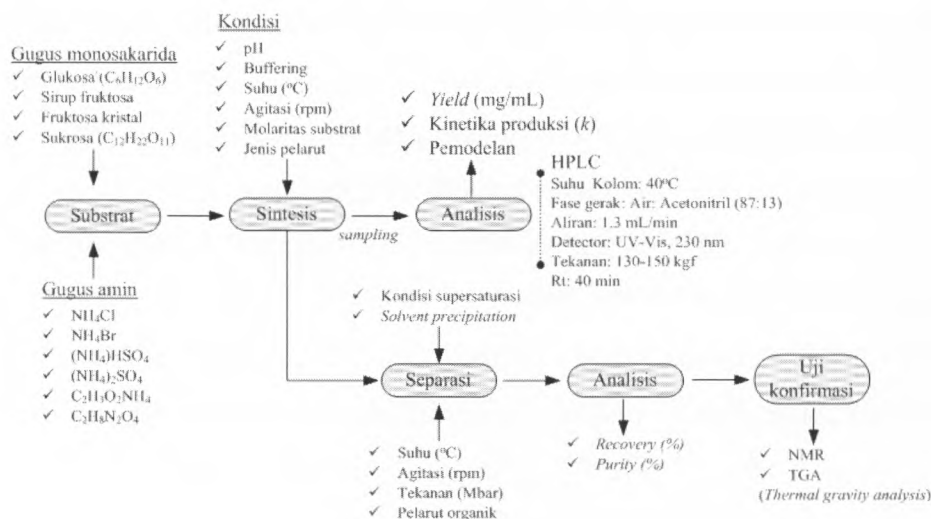 Kondisi
✓ pH
✓ Buffering
✓ Suhu (°C)
✓ Agitasi (rpm)
✓ Molaritas substrat
✓ Jenis pelarut
Gugus monosakarida
✓ Glukosa (C₆H₁₂O₆)
✓ Sirup fruktosa
✓ Fruktosa kristal
✓ Sukrosa (C₁₂H₂₂O₁₁)
✓ Yield (mg/mL)
✓ Kinetika produksi (k)
✓ Pemodelan
Substrat
Sintesis
sampling
Analisis
HPLC
Suhu Kolom: 40°C
Fase gerak: Air: Acetonitril (87:13)
Aliran: 1.3 mL/min
Detector: UV-Vis, 230 nm
Tekanan: 130-150 kgf
Rt: 40 min
Gugus amin
✓ NH₄Cl
✓ NH₄Br
✓ (NH₄)HSO₄
✓ (NH₄)₂SO₄
✓ C₂H₃O₂NH₄
✓ C₂H₈N₂O₄
✓ Kondisi supersaturasi
✓ Solvent precipitation
Separasi
Analisis
Uji
konfirmasi
✓ Suhu (°C)
✓ Agitasi (rpm)
✓ Tekanan (Mbar)
✓ Pelarut organik
✓ Recovery (%)
✓ Purity (%)
✓ NMR
✓ TGA
(Thermal gravity analysis)